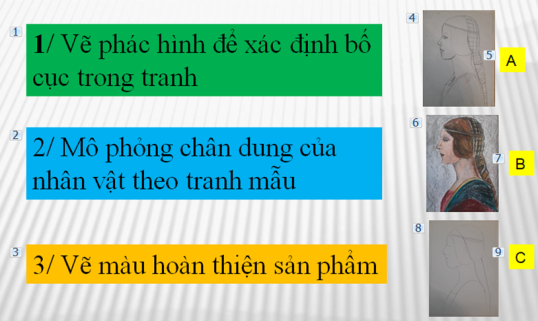 1
1/ Vẽ phác hình để xác định bố
cục trong tranh
4
5
A
2
2/ Mô phỏng chân dung của
nhân vật theo tranh mẫu
6
7
B
3
3/ Vẽ màu hoàn thiện sản phẩm
8
9
C